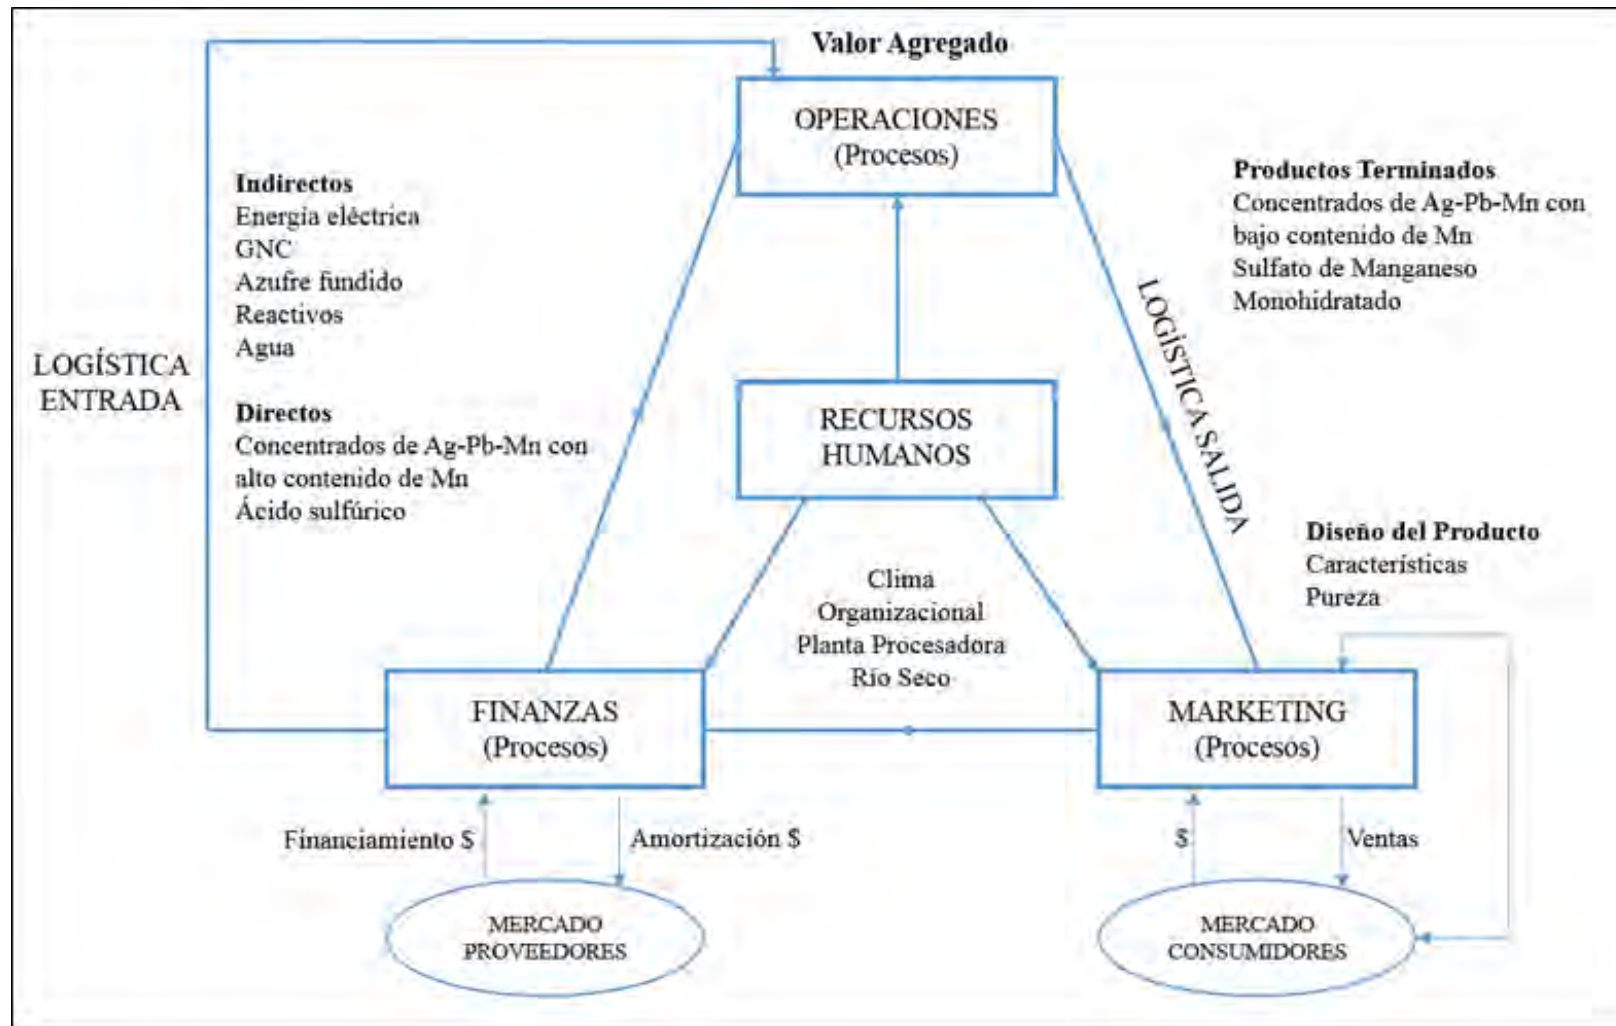 Valor Agregado
OPERACIONES
(Procesos)
Indirectos
Energía eléctrica
GNC
Azufre fundido
Reactivos
Agua
Directos
Concentrados de Ag-Pb-Mn con
alto contenido de Mn
Ácido sulfúrico
LOGÍSTICA
ENTRADA
RECURSOS
HUMANOS
Productos Terminados
Concentrados de Ag-Pb-Mn con
bajo contenido de Mn
Sulfato de Manganeso
Monohidratado
LOGÍSTICA SALIDA
Diseño del Producto
Características
Pureza
Clima
Organizacional
Planta Procesadora
Río Seco
FINANZAS
(Procesos)
MARKETING
(Procesos)
Financiamiento $
Amortización $
$
Ventas
MERCADO
PROVEEDORES
MERCADO
CONSUMIDORES